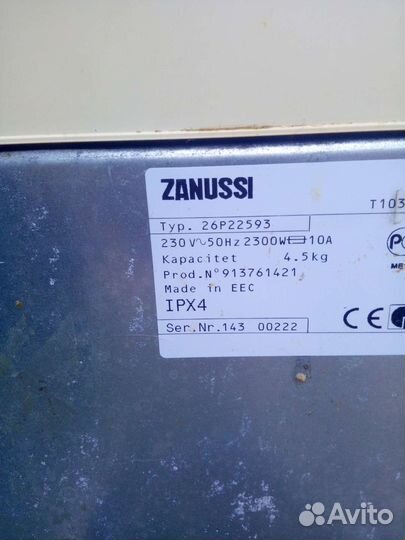 ZANUSSI
T103
Typ. 26P22593
230V~50Hz 2300W 10A
Kapacitet 4.5kg
Prod.N°913761421
Made in EEC
IPX4
Ser.Nr.143 00222
CE
Avito